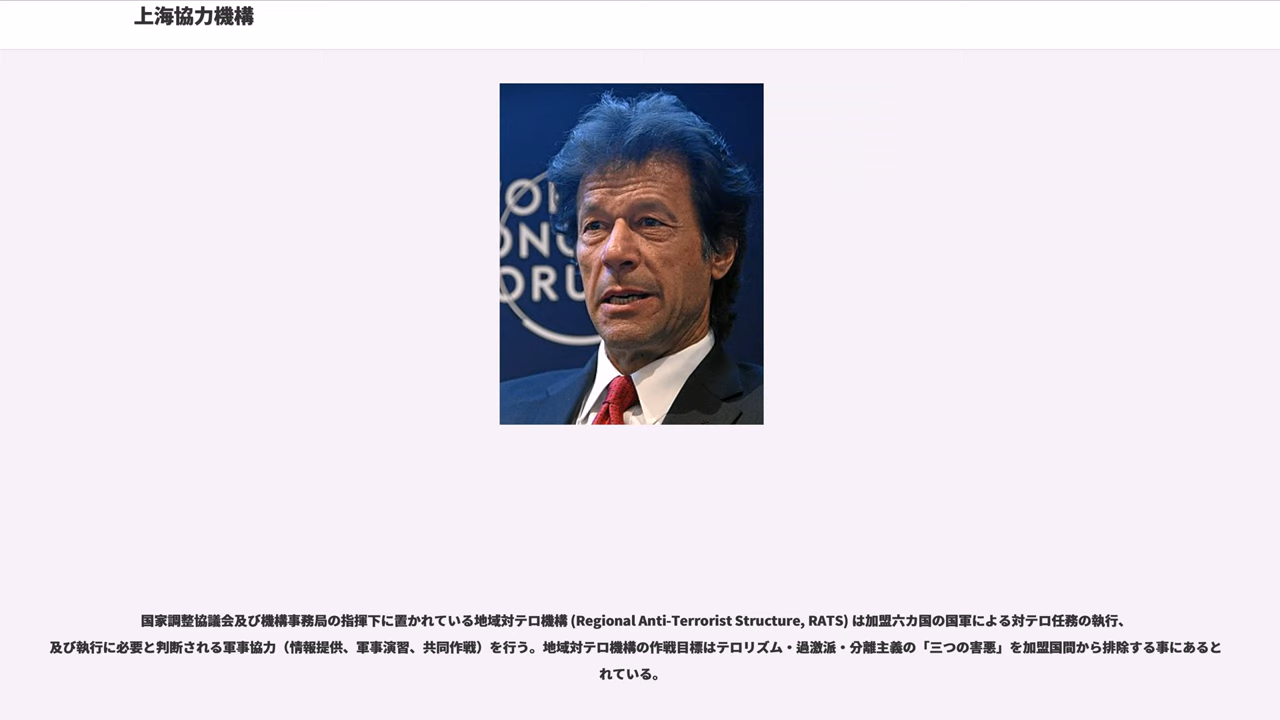 上海協力機構
ONG
ORU
国家調整協議会及び機構事務局の指揮下に置かれている地域対テロ機構 (Regional Anti-Terrorist Structure, RATS) は加盟六カ国の国軍による対テロ任務の執行、
及び執行に必要と判断される軍事協力（情報提供、軍事演習、共同作戦）を行う。地域対テロ機構の作戦目標はテロリズム・過激派・分離主義の「三つの害悪」を加盟国間から排除する事にあると
れている。